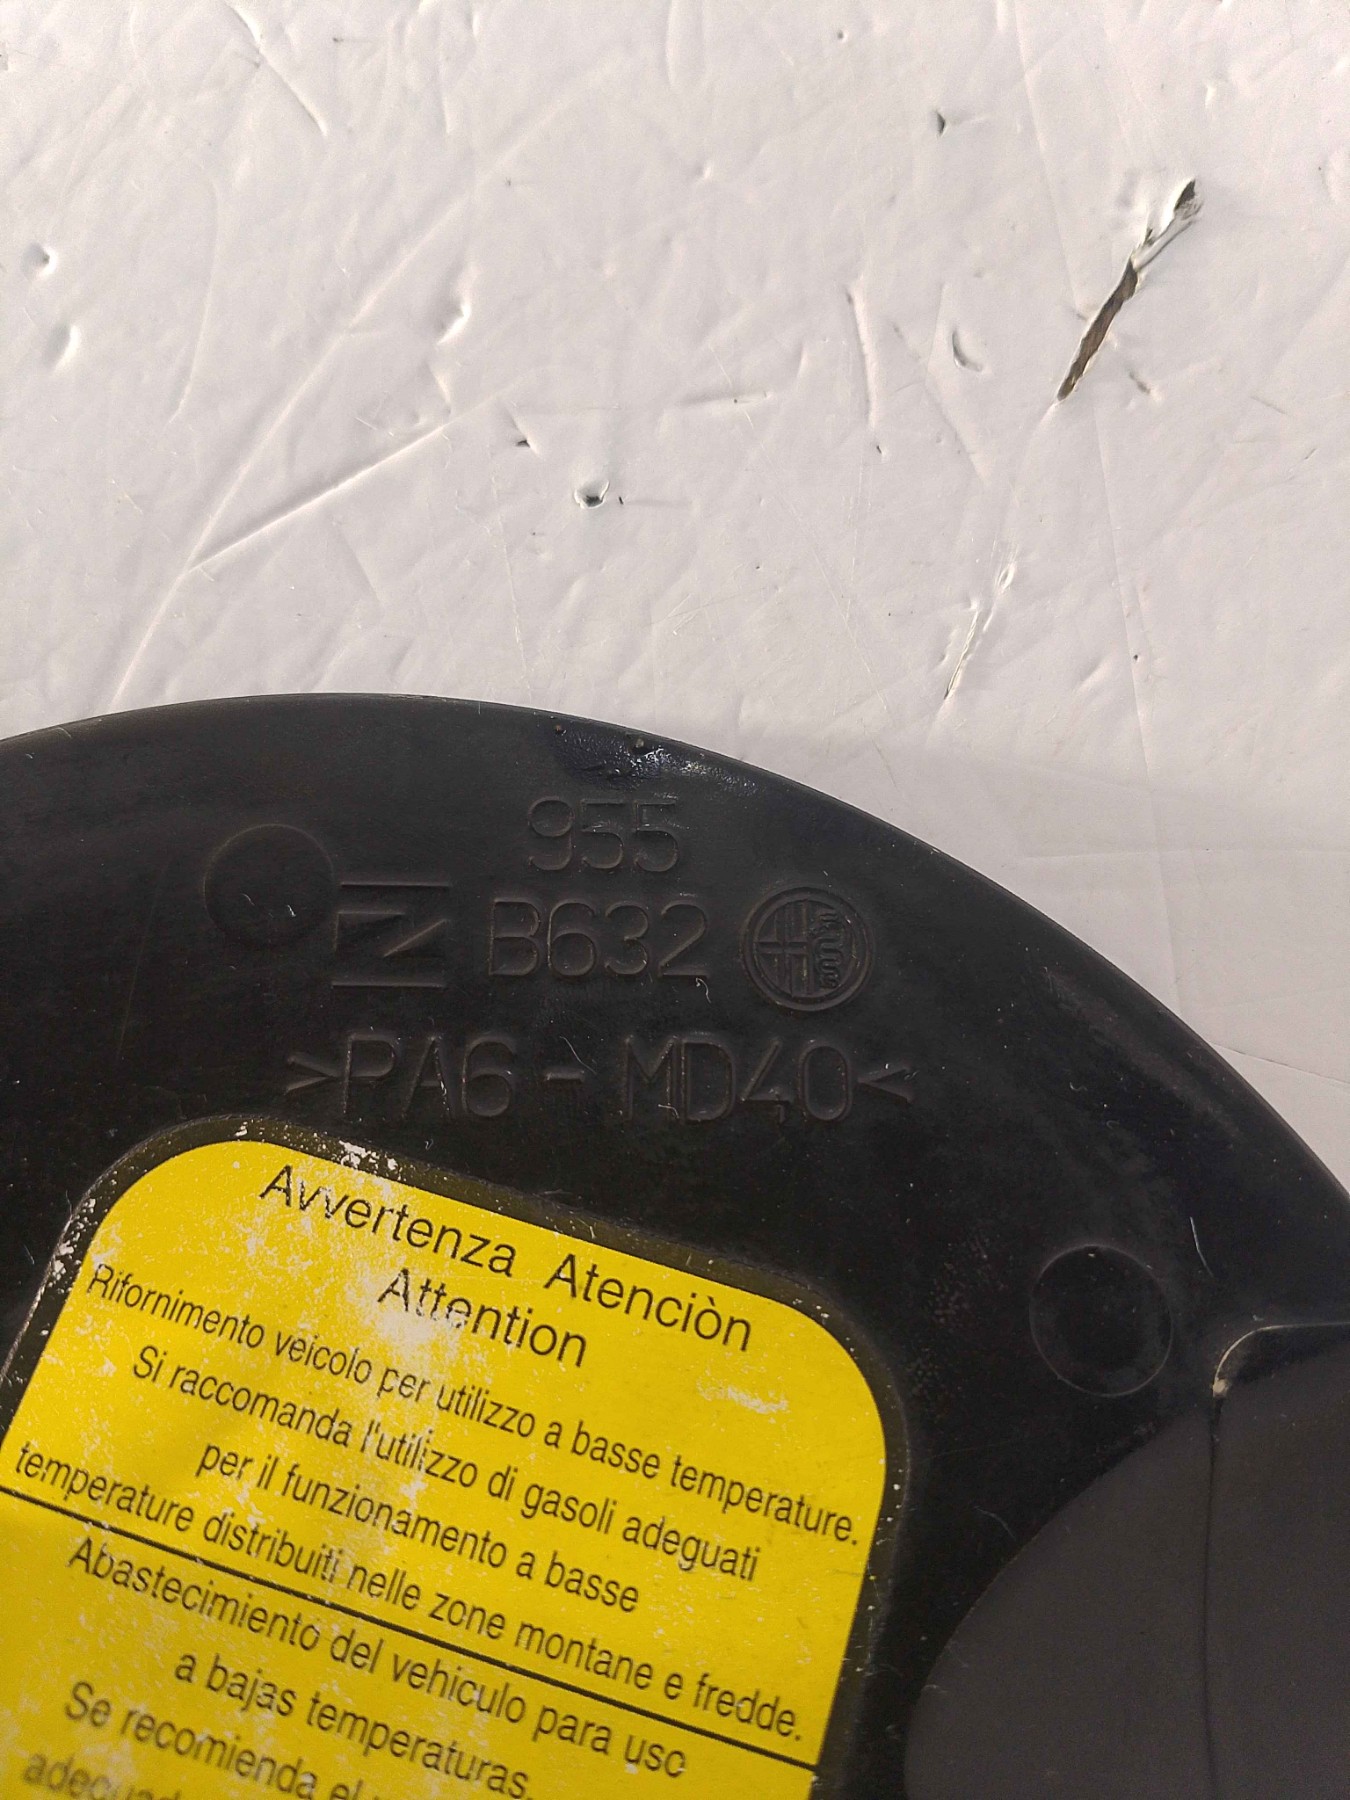 955
B632
>PA6-MD40<
Avvertenza Atenciòn
Attention
Rifornimento veicolo per utilizzo a basse temperature.
Si raccomanda l'utilizzo di gasoli adeguati
per il funzionamento a basse
temperature distribuiti nelle zone montane e fredde.
Abastecimiento del vehiculo para uso
a bajas temperaturas.
Se recomienda el